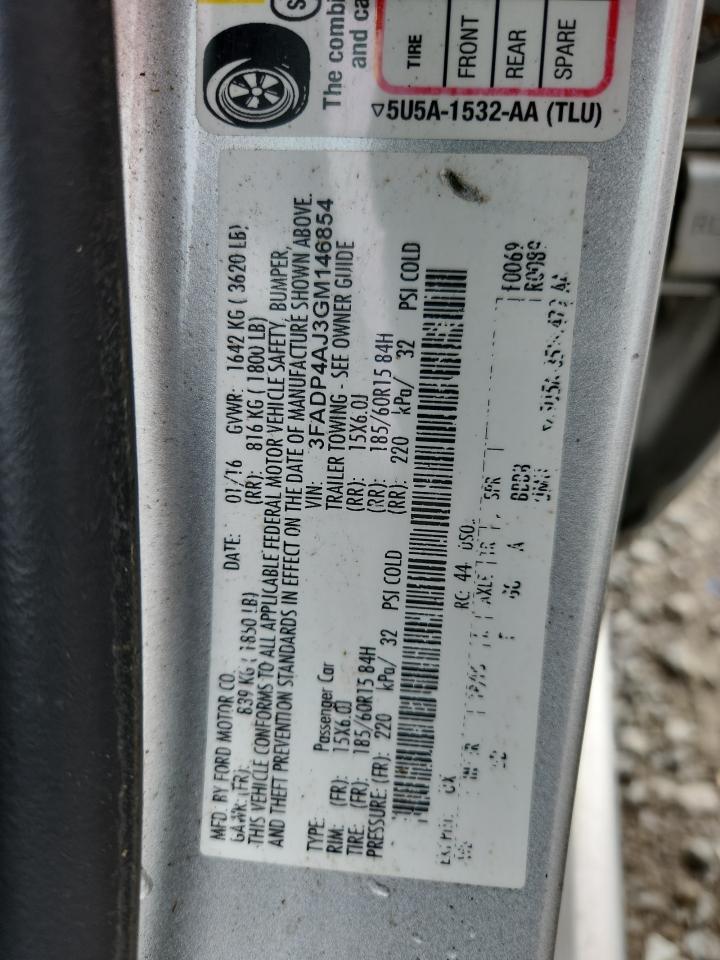 The combi
and ca
TIRE
FRONT
REAR
SPARE
5U5A-1532-AA (TLU)
MFD. BY FORD MOTOR CO.
DATE: 01/16 GVWR: 1642 KG ( 3620 LB)
GAWR: (FR): 839 KG ( 1850 LB) (RR): 816 KG ( 1800 LB)
THIS VEHICLE CONFORMS TO ALL APPLICABLE FEDERAL MOTOR VEHICLE SAFETY, BUMPER,
AND THEFT PREVENTION STANDARDS IN EFFECT ON THE DATE OF MANUFACTURE SHOWN ABOVE.
VIN: 3FADP4AJ3GM146854
TYPE: Passenger Car TRAILER TOWING - SEE OWNER GUIDE
RIM: (FR): 15X6.0J (RR): 15X6.0J
TIRE: (FR): 185/60R15 84H (RR): 185/60R15 84H
PRESSURE: (FR): 220 kPa/ 32 PSI COLD (RR): 220 kPa/ 32 PSI COLD
UX RC: 44 DSO: F0069
AXLE SPR